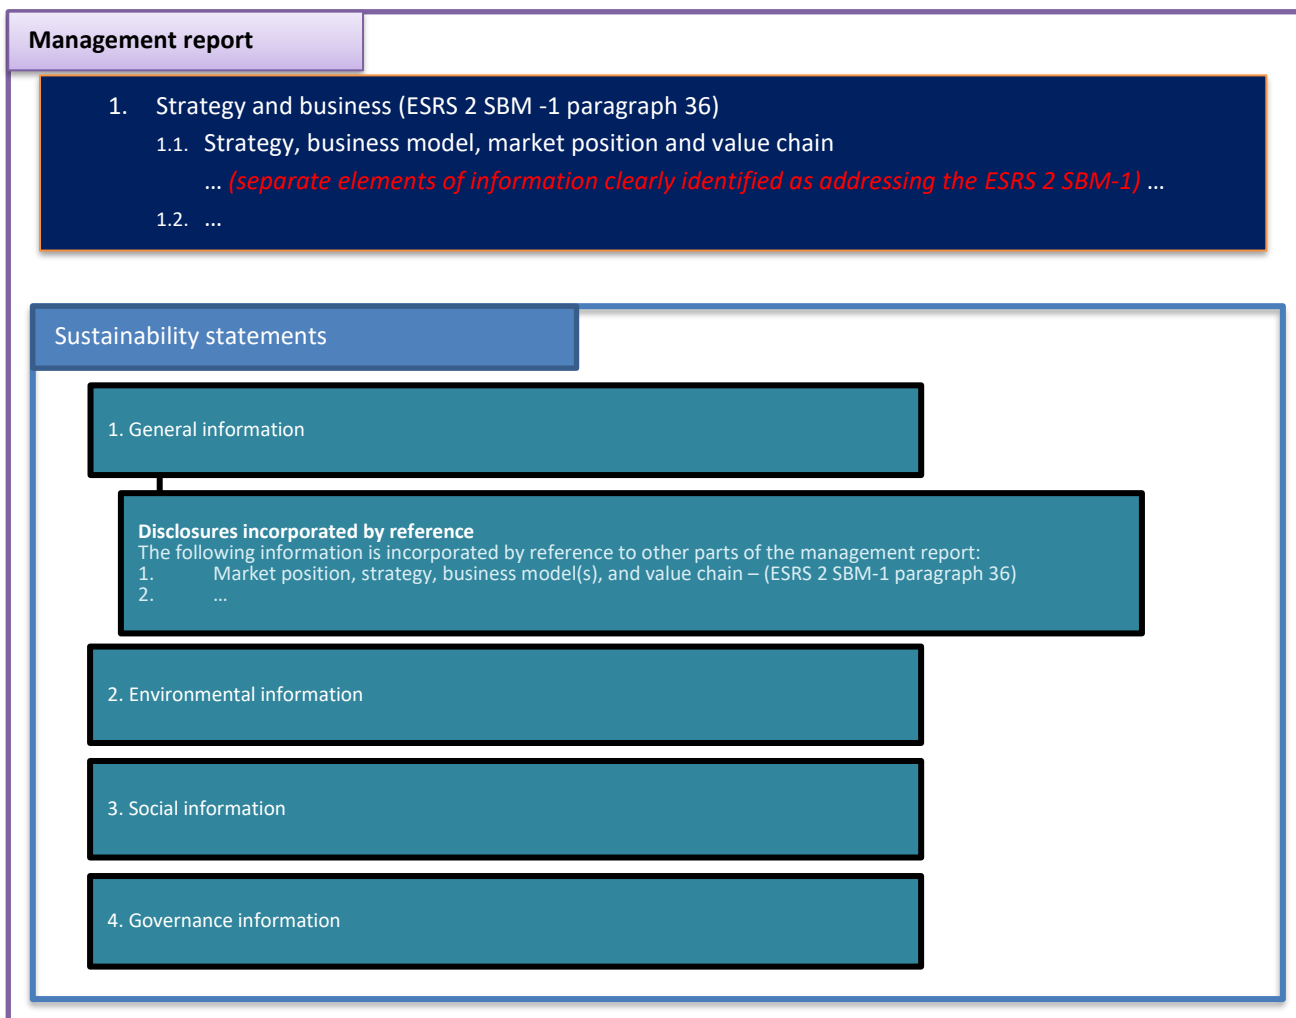 Management report
1. Strategy and business (ESRS 2 SBM -1 paragraph 36)
1.1. Strategy, business model, market position and value chain
... (separate elements of information clearly identified as addressing the ESRS 2 SBM-1) ...
1.2. ...
Sustainability statements
1. General information
Disclosures incorporated by reference
The following information is incorporated by reference to other parts of the management report:
1. Market position, strategy, business model(s), and value chain – (ESRS 2 SBM-1 paragraph 36)
2. ...
2. Environmental information
3. Social information
4. Governance information